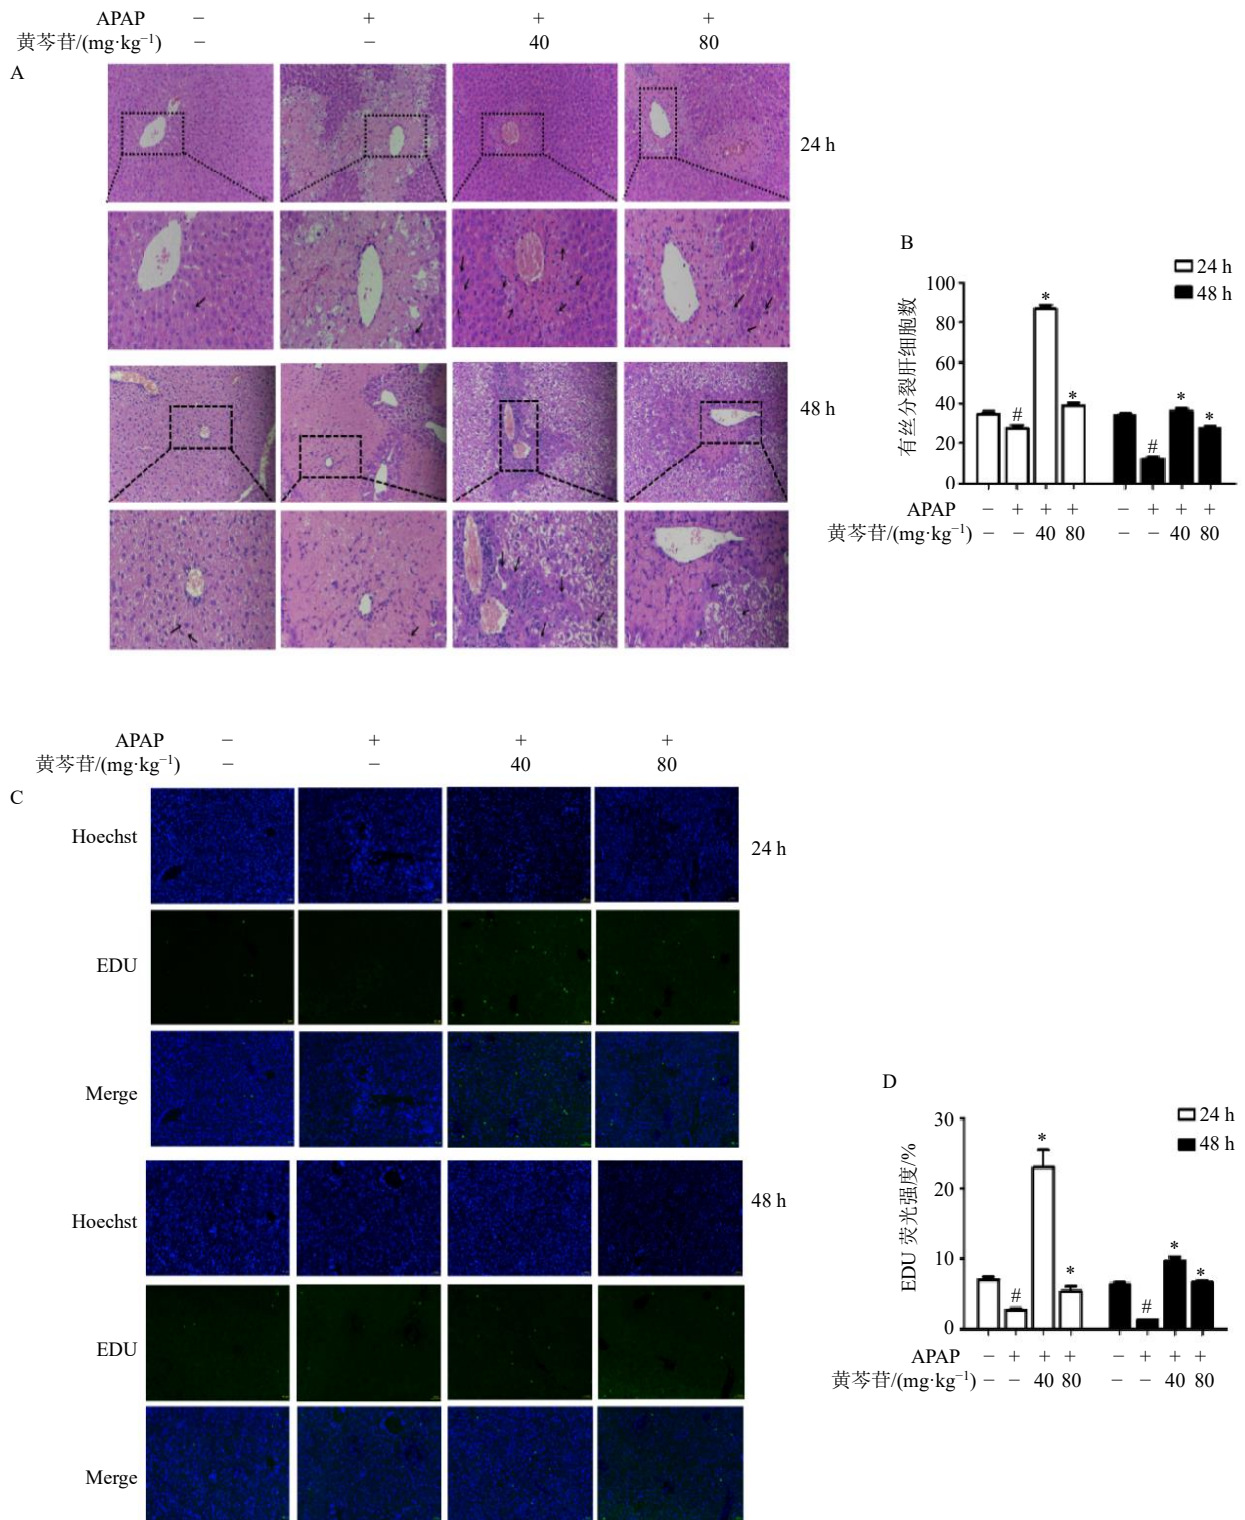 APAP − + + +
黄芩苷/(mg·kg⁻¹) − − 40 80
A
24 h
48 h
B
24 h
48 h
有丝分裂肝细胞数
100
80
60
40
20
0
# * * # * *
APAP − + + + − + + +
黄芩苷/(mg·kg⁻¹) − − 40 80 − − 40 80
APAP − + + +
黄芩苷/(mg·kg⁻¹) − − 40 80
C
Hoechst
24 h
EDU
Merge
Hoechst
48 h
EDU
Merge
D
24 h
48 h
EDU 荧光强度/%
30
20
10
0
# * * # * *
APAP − + + + − + + +
黄芩苷/(mg·kg⁻¹) − − 40 80 − − 40 80